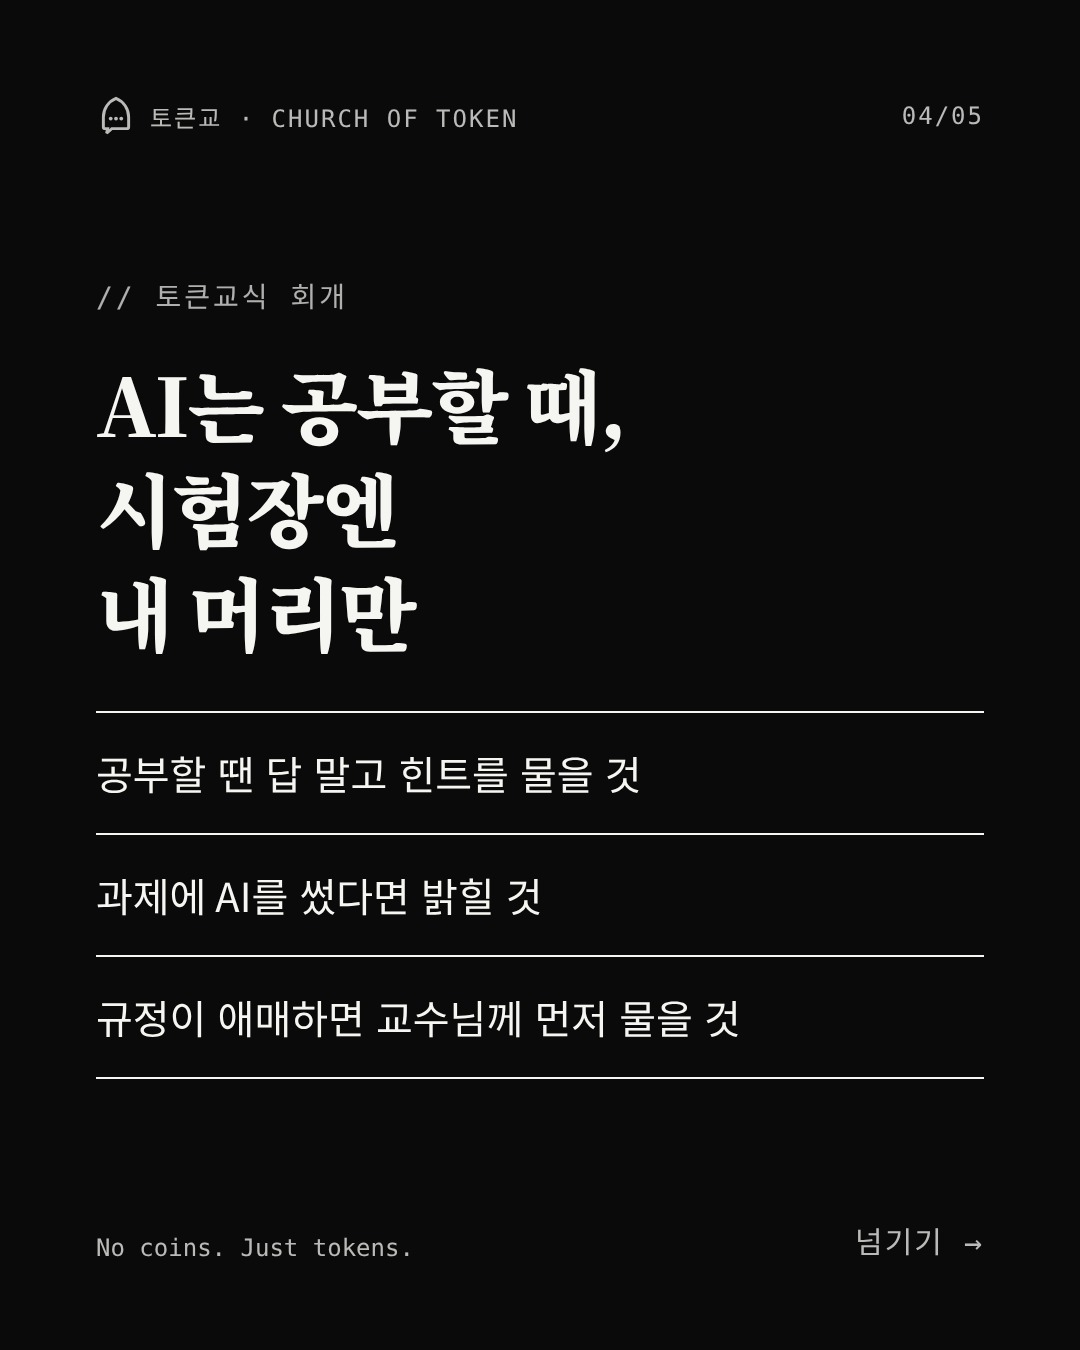 토큰교 · CHURCH OF TOKEN
04/05
// 토큰교식 회개
AI는 공부할 때,
시험장엔
내 머리만
공부할 땐 답 말고 힌트를 물을 것
과제에 AI를 썼다면 밝힐 것
규정이 애매하면 교수님께 먼저 물을 것
No coins. Just tokens.
넘기기 →